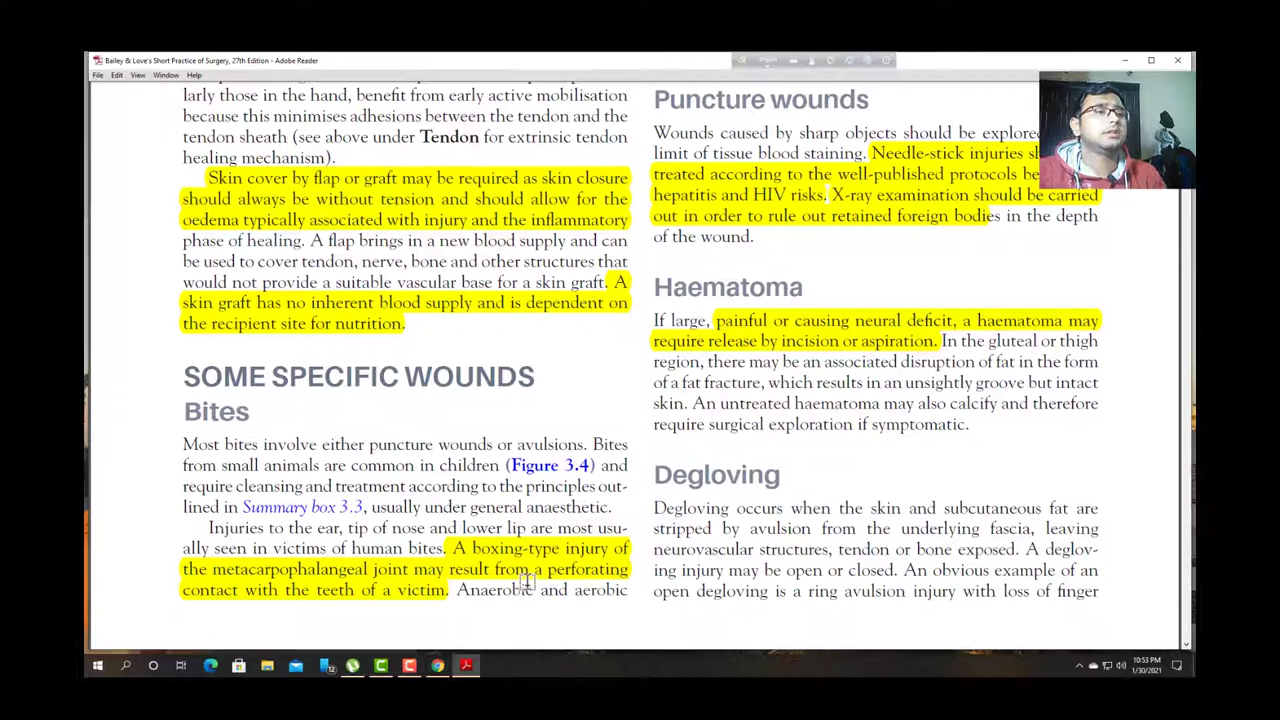 Bailey & Love's Short Practice of Surgery, 27th Edition - Adobe Reader
File Edit View Window Help
larly those in the hand, benefit from early active mobilisation
because this minimises adhesions between the tendon and the
tendon sheath (see above under Tendon for extrinsic tendon
healing mechanism).
Skin cover by flap or graft may be required as skin closure
should always be without tension and should allow for the
oedema typically associated with injury and the inflammatory
phase of healing. A flap brings in a new blood supply and can
be used to cover tendon, nerve, bone and other structures that
would not provide a suitable vascular base for a skin graft. A
skin graft has no inherent blood supply and is dependent on
the recipient site for nutrition.
SOME SPECIFIC WOUNDS
Bites
Most bites involve either puncture wounds or avulsions. Bites
from small animals are common in children (Figure 3.4) and
require cleansing and treatment according to the principles out-
lined in Summary box 3.3, usually under general anaesthetic.
Injuries to the ear, tip of nose and lower lip are most usu-
ally seen in victims of human bites. A boxing-type injury of
the metacarpophalangeal joint may result from a perforating
contact with the teeth of a victim. Anaerobic and aerobic
Puncture wounds
Wounds caused by sharp objects should be explored
limit of tissue blood staining. Needle-stick injuries
treated according to the well-published protocols
hepatitis and HIV risks. X-ray examination should be carried
out in order to rule out retained foreign bodies in the depth
of the wound.
Haematoma
If large, painful or causing neural deficit, a haematoma may
require release by incision or aspiration. In the gluteal or thigh
region, there may be an associated disruption of fat in the form
of a fat fracture, which results in an unsightly groove but intact
skin. An untreated haematoma may also calcify and therefore
require surgical exploration if symptomatic.
Degloving
Degloving occurs when the skin and subcutaneous fat are
stripped by avulsion from the underlying fascia, leaving
neurovascular structures, tendon or bone exposed. A deglov-
ing injury may be open or closed. An obvious example of an
open degloving is a ring avulsion injury with loss of finger
12
10:53 PM
1/30/2021